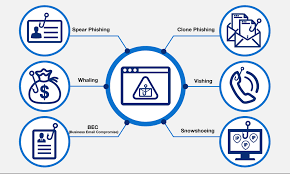 Spear Phishing
Clone Phishing
Whaling
Vishing
BEC
(Business Email Compromise)
Snowshoeing